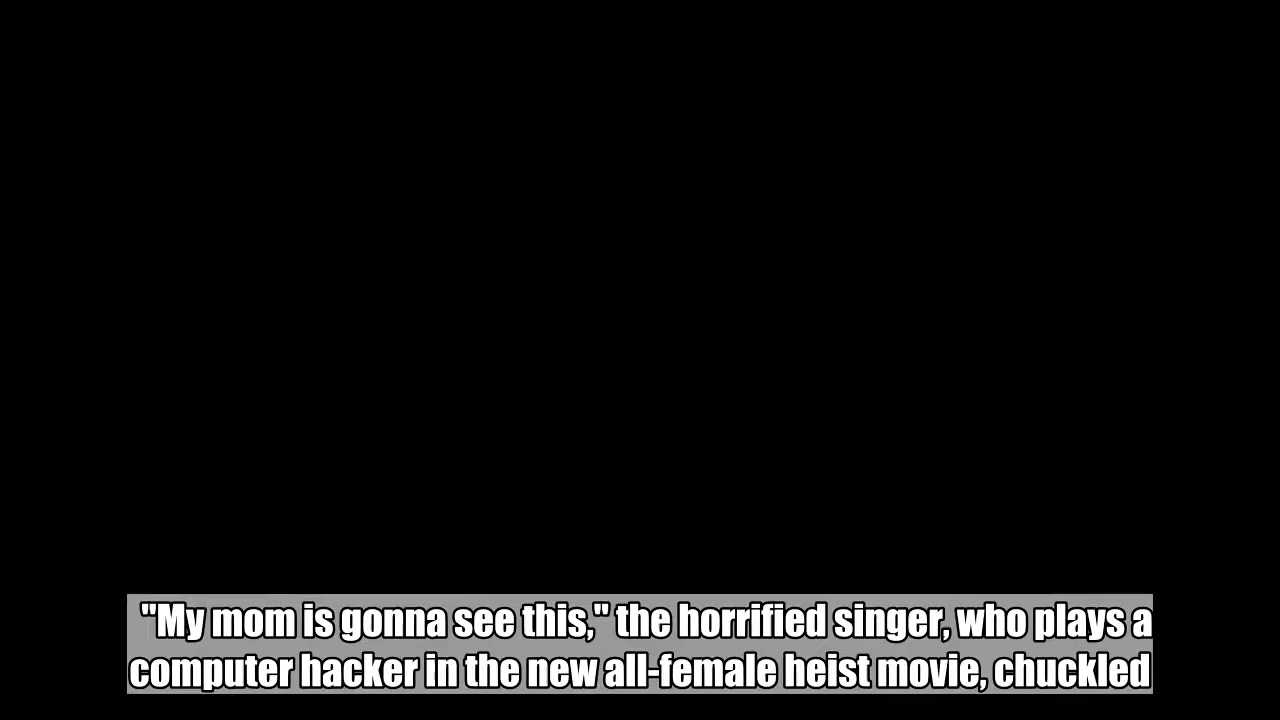 "My mom is gonna see this," the horrified singer, who plays a
computer hacker in the new all-female heist movie, chuckled